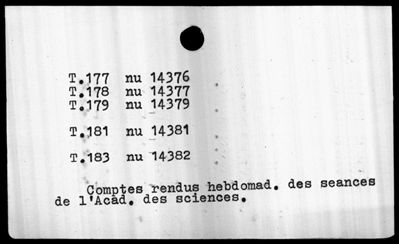 T.177 nu 14376
T.178 nu 14377
T.179 nu 14379
T.181 nu 14381
T.183 nu 14382
Comptes rendus hebdomad. des seances
de l'Acad. des sciences.